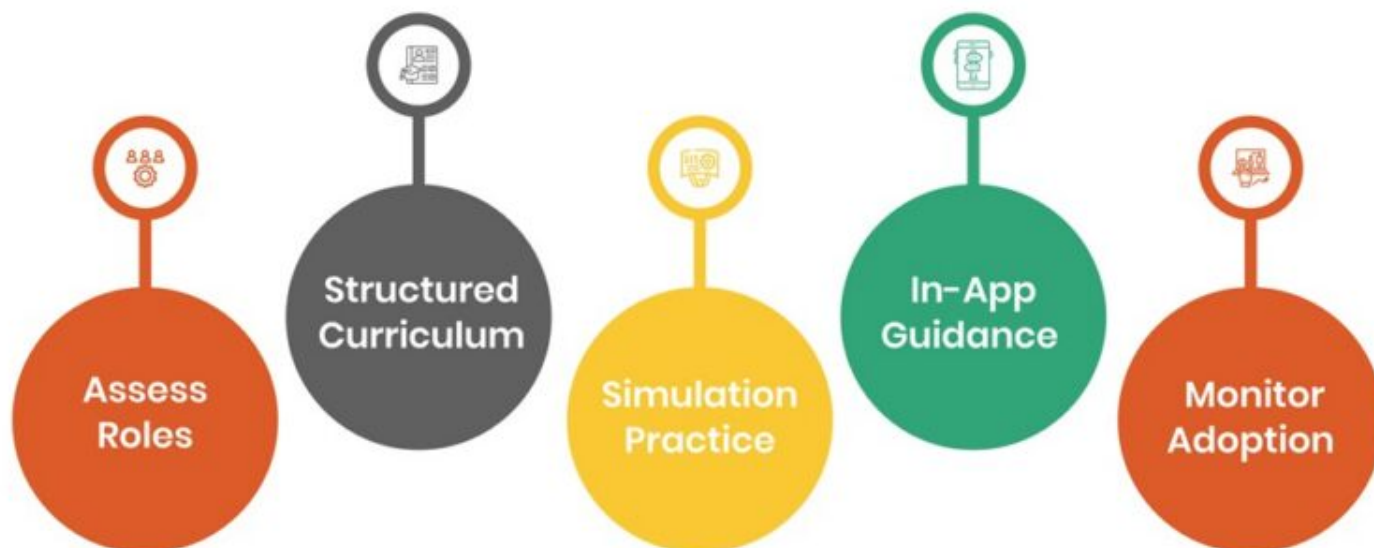 Assess
Roles
Structured
Curriculum
Simulation
Practice
In-App
Guidance
Monitor
Adoption